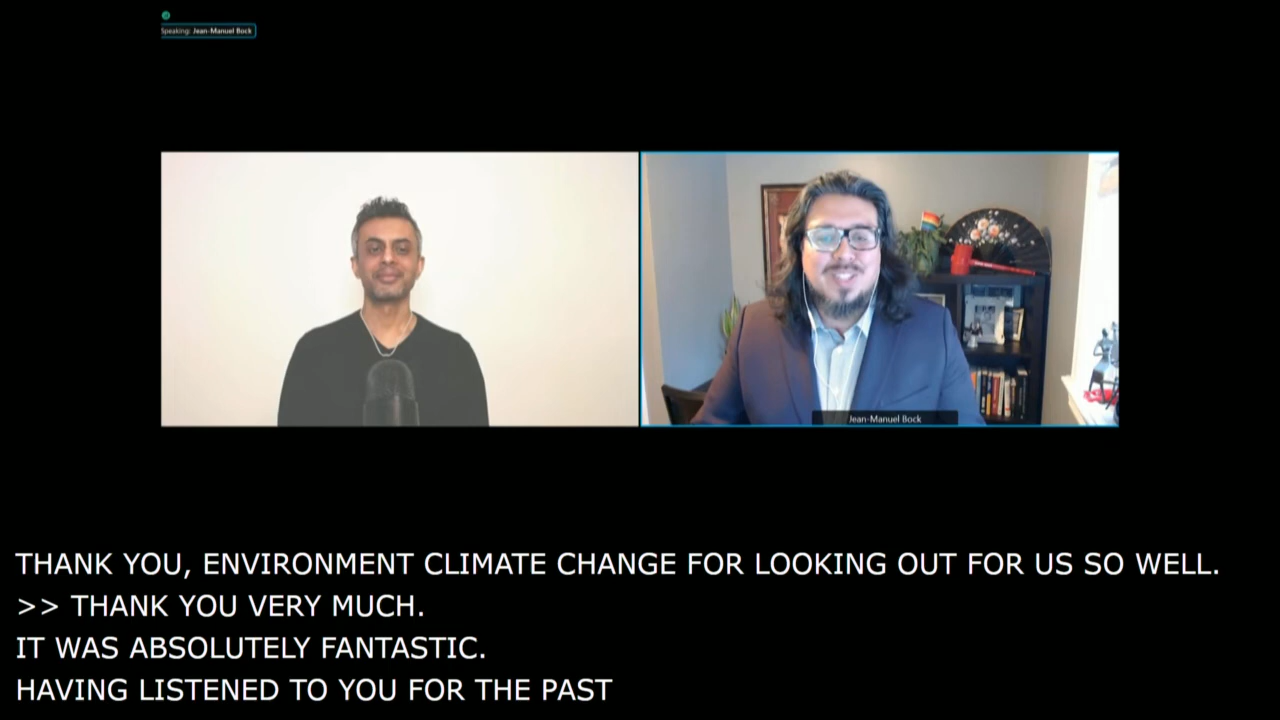 Speaking: Jean-Manuel Bock
Jean-Manuel Bock
THANK YOU, ENVIRONMENT CLIMATE CHANGE FOR LOOKING OUT FOR US SO WELL.
>> THANK YOU VERY MUCH.
IT WAS ABSOLUTELY FANTASTIC.
HAVING LISTENED TO YOU FOR THE PAST